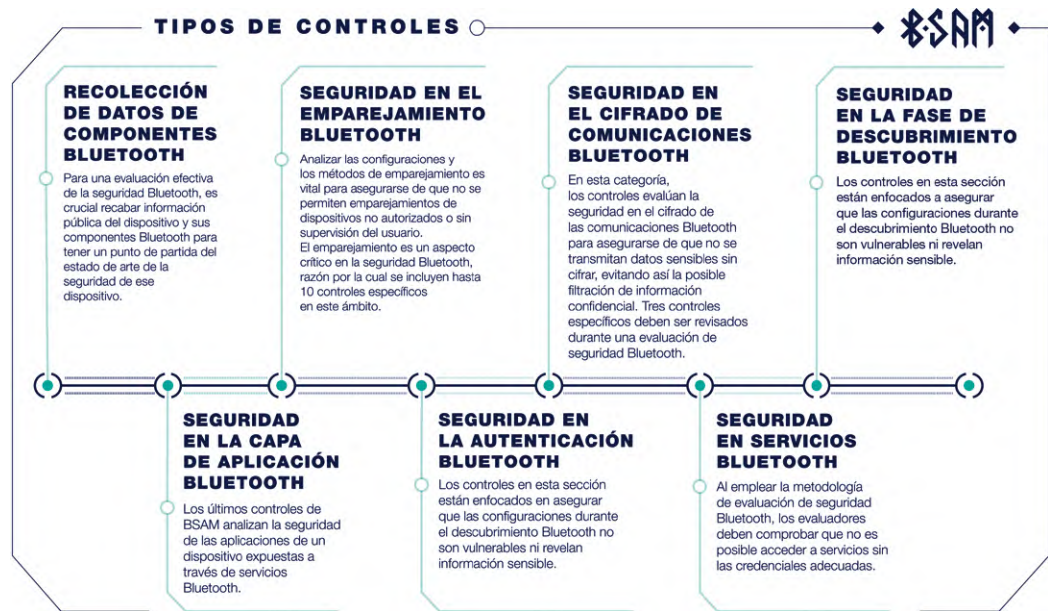 TIPOS DE CONTROLES
BSAM
RECOLECCIÓN
DE DATOS DE
COMPONENTES
BLUETOOTH
Para una evaluación efectiva
de la seguridad Bluetooth, es
crucial recabar información
pública del dispositivo y sus
componentes Bluetooth para
tener un punto de partida del
estado de arte de la
seguridad de ese
dispositivo.
SEGURIDAD EN EL
EMPAREJAMIENTO
BLUETOOTH
Analizar las configuraciones y
los métodos de emparejamiento es
vital para asegurarse de que no se
permiten emparejamientos de
dispositivos no autorizados o sin
supervisión del usuario.
El emparejamiento es un aspecto
crítico en la seguridad Bluetooth,
razón por la cual se incluyen hasta
10 controles específicos
en este ámbito.
SEGURIDAD EN
EL CIFRADO DE
COMUNICACIONES
BLUETOOTH
En esta categoría,
los controles evalúan la
seguridad en el cifrado de
las comunicaciones Bluetooth
para asegurarse de que no se
transmitan datos sensibles sin
cifrar, evitando así la posible
filtración de información
confidencial. Tres controles
específicos deben ser revisados
durante una evaluación de
seguridad Bluetooth.
SEGURIDAD
EN LA FASE DE
DESCUBRIMIENTO
BLUETOOTH
Los controles en esta sección
están enfocados a asegurar
que las configuraciones durante
el descubrimiento Bluetooth no
son vulnerables ni revelan
información sensible.
SEGURIDAD
EN LA CAPA
DE APLICACIÓN
BLUETOOTH
Los últimos controles de
BSAM analizan la seguridad
de las aplicaciones de un
dispositivo expuestas a
través de servicios
Bluetooth.
SEGURIDAD EN
LA AUTENTICACIÓN
BLUETOOTH
Los controles en esta sección
están enfocados en asegurar
que las configuraciones durante
el descubrimiento Bluetooth no
son vulnerables ni revelan
información sensible.
SEGURIDAD
EN SERVICIOS
BLUETOOTH
Al emplear la metodología
de evaluación de seguridad
Bluetooth, los evaluadores
deben comprobar que no es
posible acceder a servicios sin
las credenciales adecuadas.